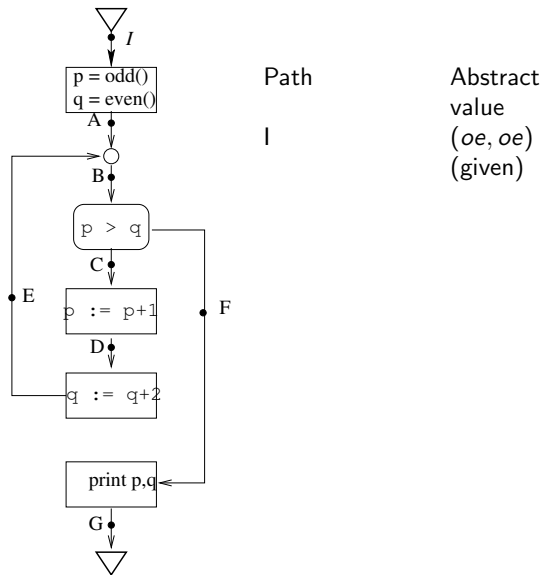 I
p = odd()
q = even()
A
B
p > q
C
E
F
p := p+1
D
q := q+2
print p,q
G
Path Abstract value
I (oe, oe) (given)